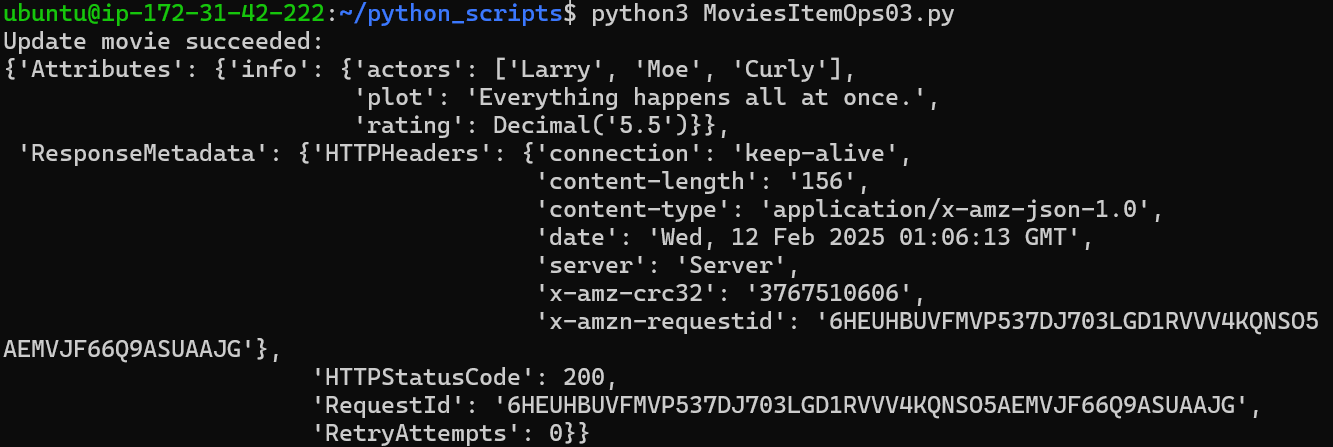 ubuntu@ip-172-31-42-222:~/python_scripts$ python3 MoviesItemOps03.py
Update movie succeeded:
{'Attributes': {'info': {'actors': ['Larry', 'Moe', 'Curly'],
                         'plot': 'Everything happens all at once.',
                         'rating': Decimal('5.5')}},
 'ResponseMetadata': {'HTTPHeaders': {'connection': 'keep-alive',
                                      'content-length': '156',
                                      'content-type': 'application/x-amz-json-1.0',
                                      'date': 'Wed, 12 Feb 2025 01:06:13 GMT',
                                      'server': 'Server',
                                      'x-amz-crc32': '3767510606',
                                      'x-amzn-requestid': '6HEUHBUVFMVP537DJ703LGD1RVVV4KQNSO5
AEMVJF66Q9ASUAAJG'},
                      'HTTPStatusCode': 200,
                      'RequestId': '6HEUHBUVFMVP537DJ703LGD1RVVV4KQNSO5AEMVJF66Q9ASUAAJG',
                      'RetryAttempts': 0}}